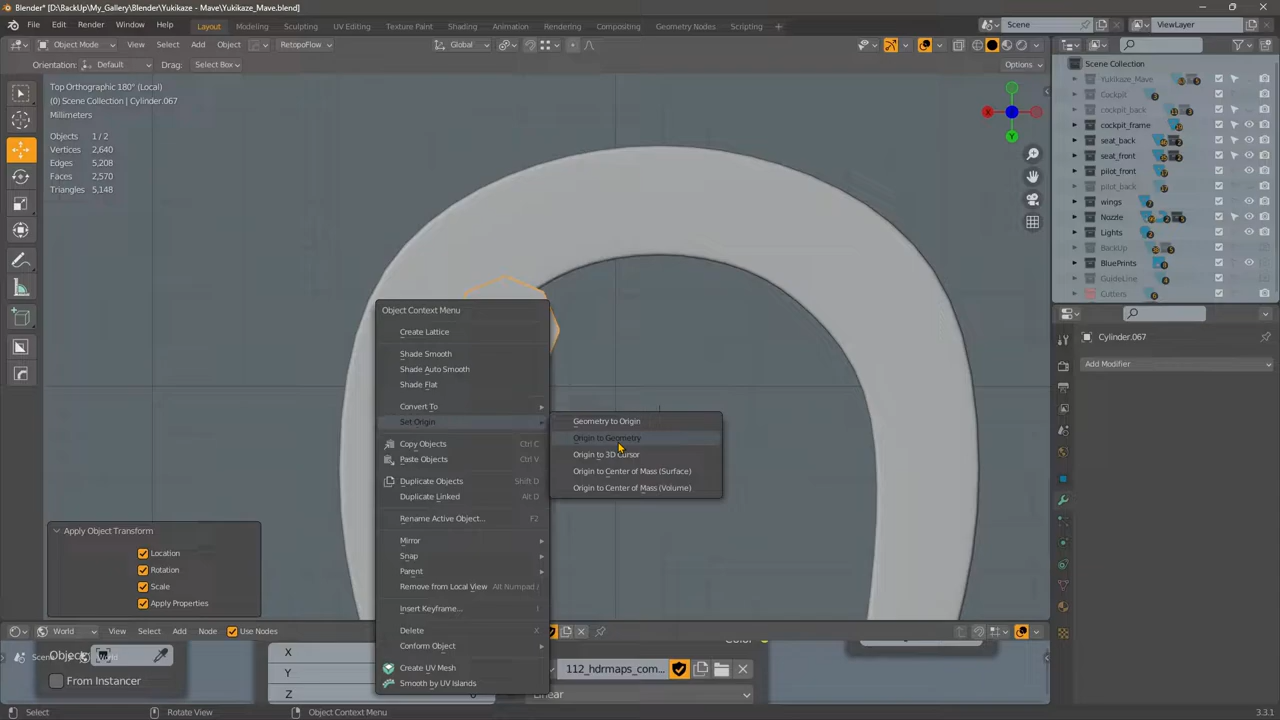 Blender* [D:\BackUp\My_Gallery\Blender\Yukikaze - Mave\Yukikaze_Mave.blend]
File Edit Render Window Help Layout Modeling Sculpting UV Editing Texture Paint Shading Animation Rendering Compositing Geometry Nodes Scripting + Scene ViewLayer
Object Mode View Select Add Object RetopoFlow Global
Orientation: Default Drag: Select Box Options
Top Orthographic 180° (Local)
(0) Scene Collection | Cylinder.067
Millimeters
Objects 1 / 2
Vertices 2,640
Edges 5,208
Faces 2,570
Triangles 5,148
X
Y
Scene Collection
Yukikaze_Mave
Cockpit
cockpit_back
cockpit_frame
seat_back
seat_front
pilot_front
pilot_back
wings
Nozzle
Lights
BackUp
BluePrints
GuideLine
Cutters
Cylinder.067
Add Modifier
Object Context Menu
Create Lattice
Shade Smooth
Shade Auto Smooth
Shade Flat
Convert To
Set Origin
Copy Objects Ctrl C
Paste Objects Ctrl V
Duplicate Objects Shift D
Duplicate Linked Alt D
Rename Active Object... F2
Mirror
Snap
Parent
Remove from Local View Alt Numpad /
Insert Keyframe... I
Delete X
Conform Object
Create UV Mesh
Smooth by UV Islands
Geometry to Origin
Origin to Geometry
Origin to 3D Cursor
Origin to Center of Mass (Surface)
Origin to Center of Mass (Volume)
Apply Object Transform
Location
Rotation
Scale
Apply Properties
World View Select Add Node Use Nodes
Object
From Instancer
X
Y
Z
112_hdrmaps_com...
Linear
Select Rotate View Object Context Menu 3.3.1